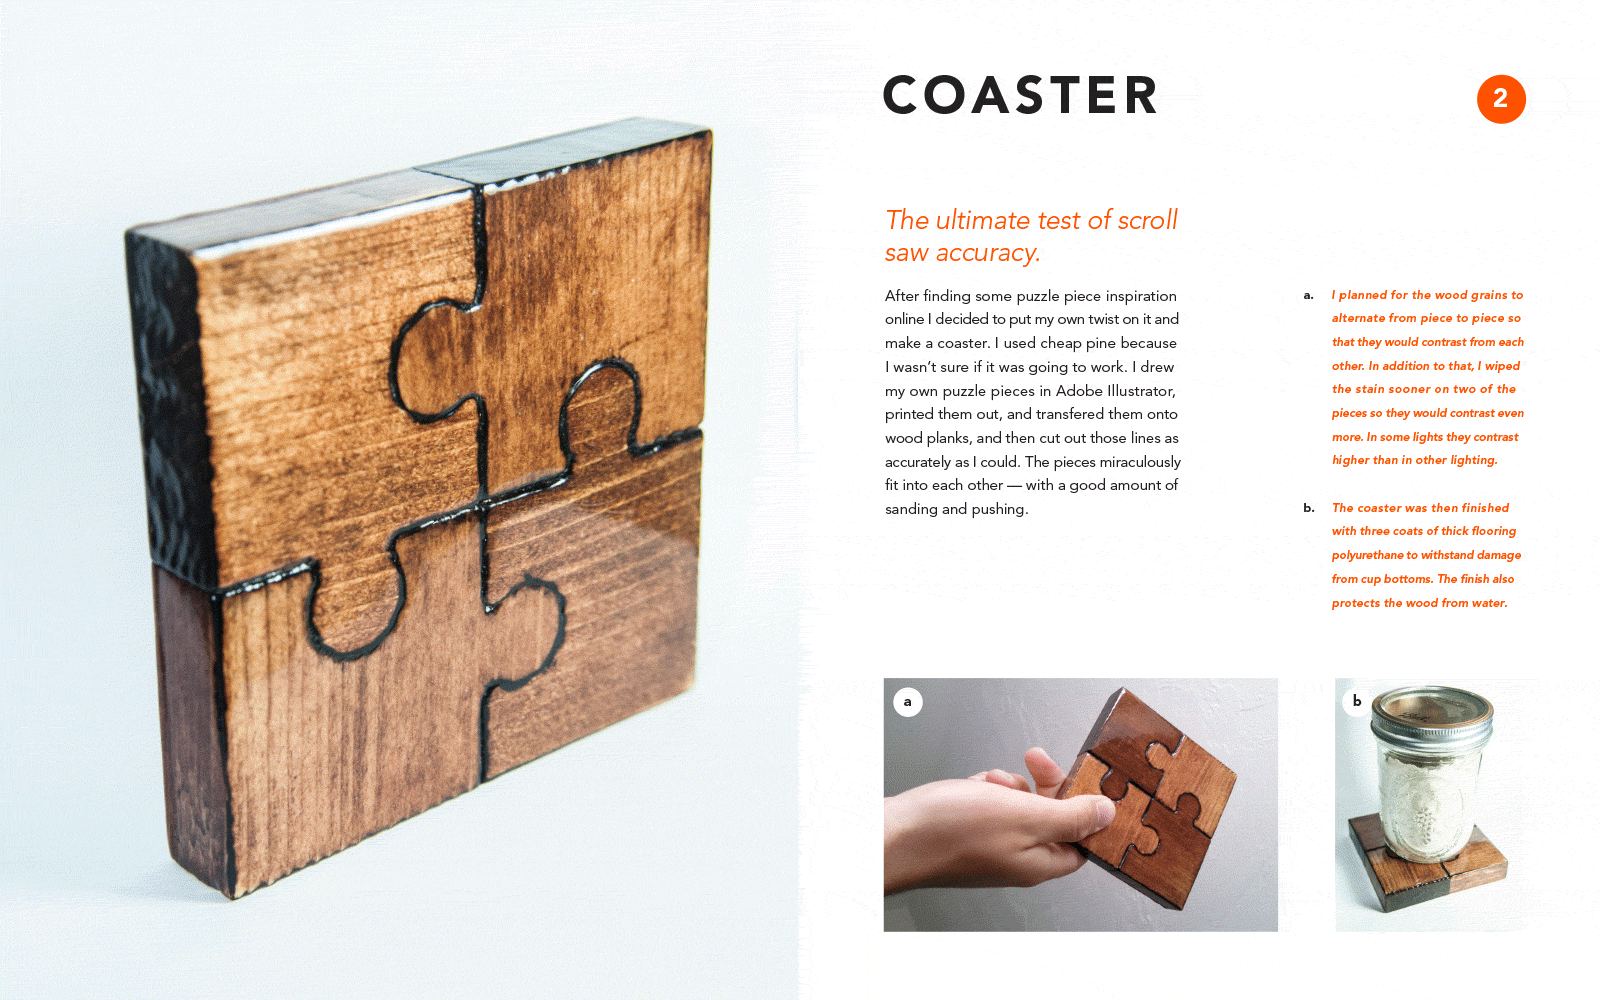 COASTER
2
The ultimate test of scroll
saw accuracy.
After finding some puzzle piece inspiration
online I decided to put my own twist on it and
make a coaster. I used cheap pine because
I wasn't sure if it was going to work. I drew
my own puzzle pieces in Adobe Illustrator,
printed them out, and transfered them onto
wood planks, and then cut out those lines as
accurately as I could. The pieces miraculously
fit into each other — with a good amount of
sanding and pushing.
a. I planned for the wood grains to
alternate from piece to piece so
that they would contrast from each
other. In addition to that, I wiped
the stain sooner on two of the
pieces so they would contrast even
more. In some lights they contrast
higher than in other lighting.
b. The coaster was then finished
with three coats of thick flooring
polyurethane to withstand damage
from cup bottoms. The finish also
protects the wood from water.
a
b